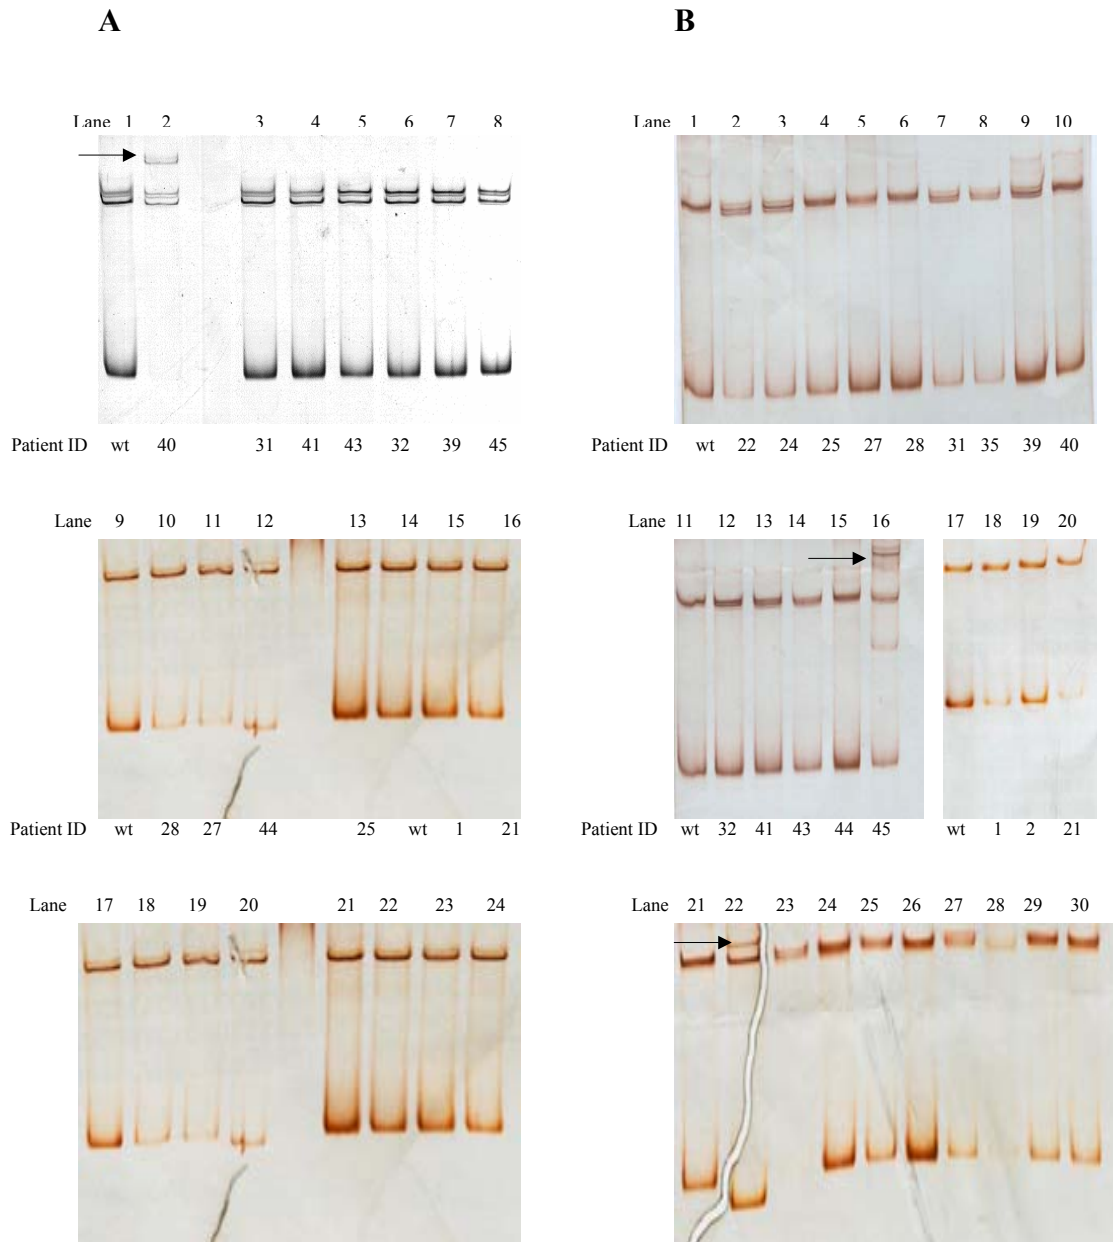 A
B
Lane 1 2 3 4 5 6 7 8
Lane 1 2 3 4 5 6 7 8 9 10
Patient ID wt 40 31 41 43 32 39 45
Patient ID wt 22 24 25 27 28 31 35 39 40
Lane 9 10 11 12 13 14 15 16
Lane 11 12 13 14 15 16 17 18 19 20
Patient ID wt 28 27 44 25 wt 1 21
Patient ID wt 32 41 43 44 45 wt 1 2 21
Lane 17 18 19 20 21 22 23 24
Lane 21 22 23 24 25 26 27 28 29 30